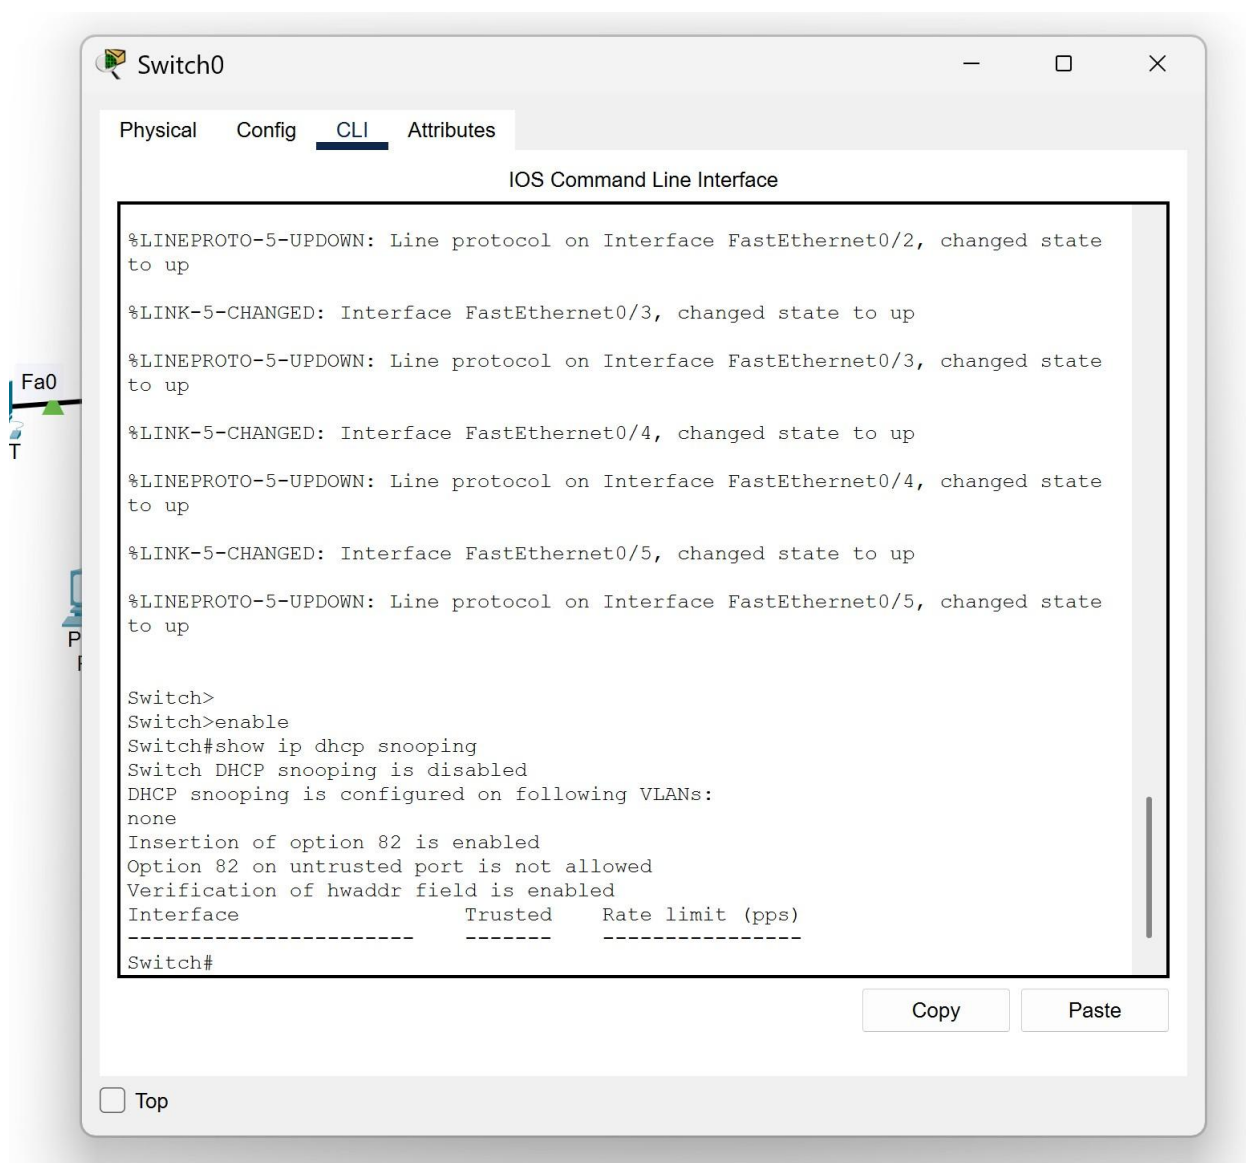 Switch0
Physical Config CLI Attributes
IOS Command Line Interface
%LINEPROTO-5-UPDOWN: Line protocol on Interface FastEthernet0/2, changed state
to up
%LINK-5-CHANGED: Interface FastEthernet0/3, changed state to up
%LINEPROTO-5-UPDOWN: Line protocol on Interface FastEthernet0/3, changed state
to up
Fa0
%LINK-5-CHANGED: Interface FastEthernet0/4, changed state to up
T
%LINEPROTO-5-UPDOWN: Line protocol on Interface FastEthernet0/4, changed state
to up
%LINK-5-CHANGED: Interface FastEthernet0/5, changed state to up
%LINEPROTO-5-UPDOWN: Line protocol on Interface FastEthernet0/5, changed state
to up
P
Switch>
Switch>enable
Switch#show ip dhcp snooping
Switch DHCP snooping is disabled
DHCP snooping is configured on following VLANs:
none
Insertion of option 82 is enabled
Option 82 on untrusted port is not allowed
Verification of hwaddr field is enabled
Interface Trusted Rate limit (pps)
----------------------- ------- ----------------
Switch#
Copy Paste
Top